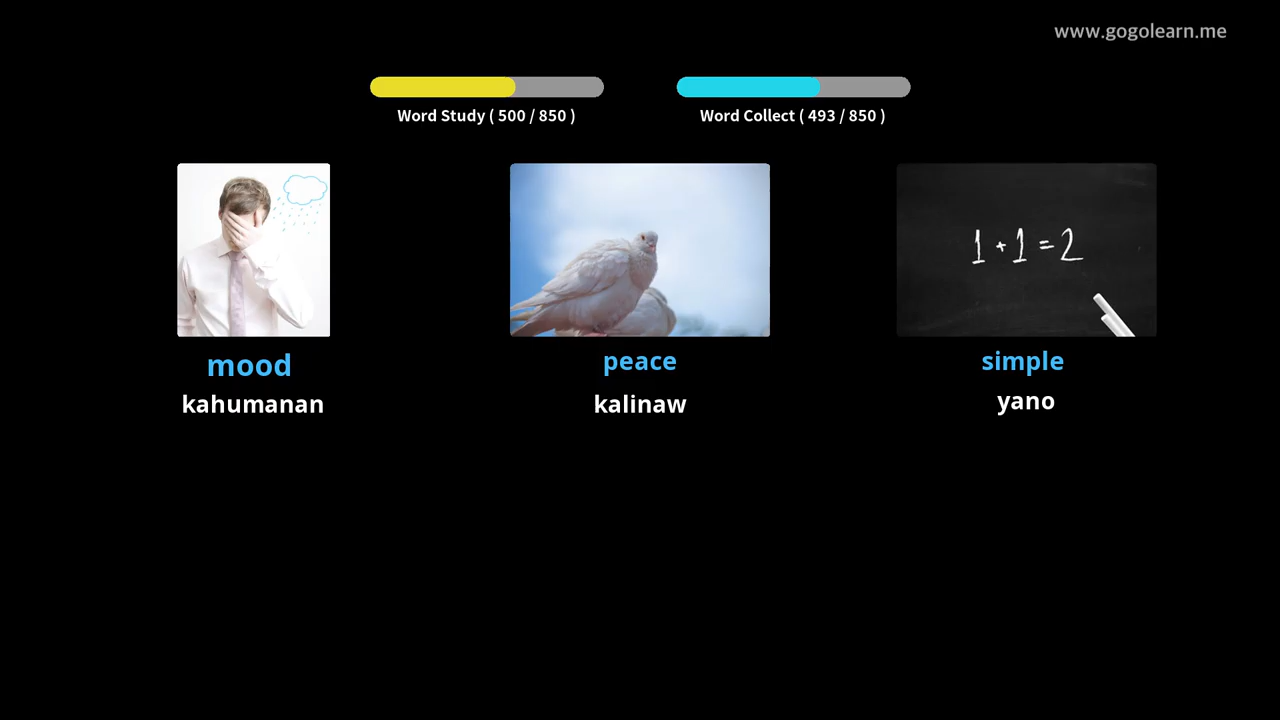 www.gogolearn.me
Word Study ( 500 / 850 )
Word Collect ( 493 / 850 )
1 + 1 = 2
mood
peace
simple
kahumanan
kalinaw
yano